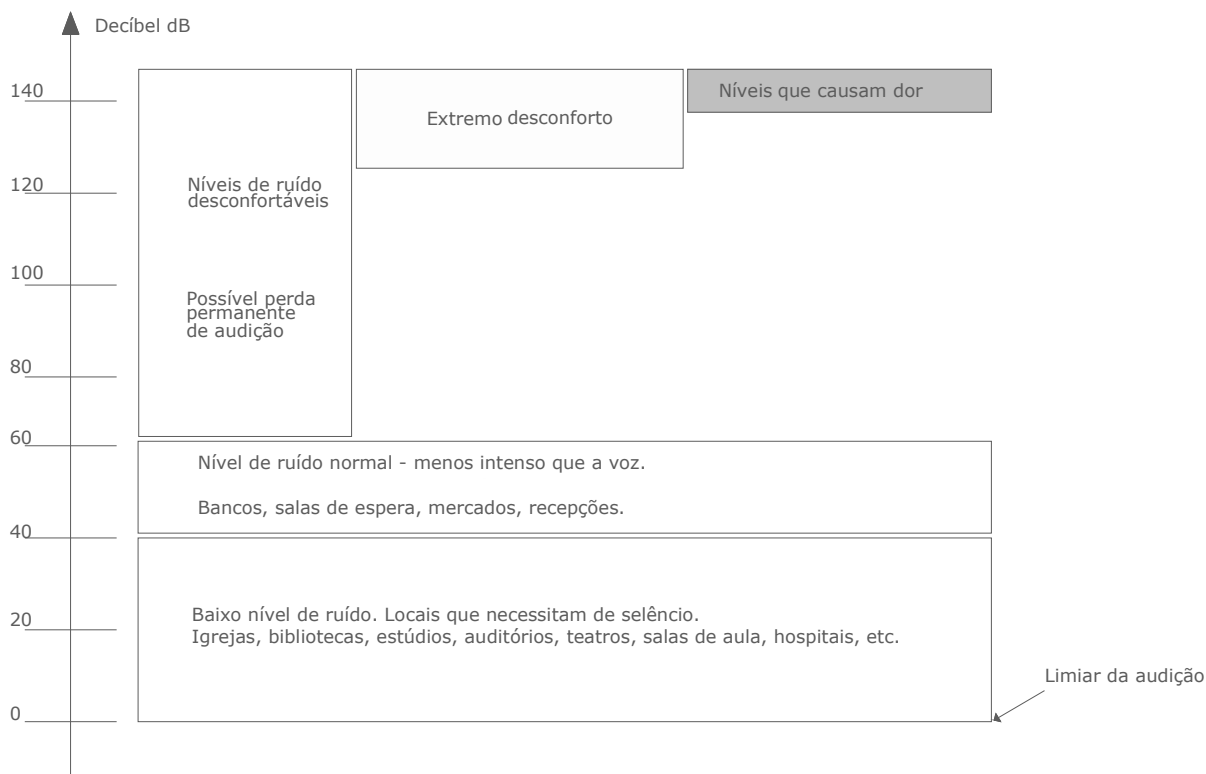 Decíbel dB
140
Níveis que causam dor
Extremo desconforto
120
Níveis de ruído
desconfortáveis
100
Possível perda
permanente
de audição
80
60
Nível de ruído normal - menos intenso que a voz.
Bancos, salas de espera, mercados, recepções.
40
20
Baixo nível de ruído. Locais que necessitam de selêncio.
Igrejas, bibliotecas, estúdios, auditórios, teatros, salas de aula, hospitais, etc.
Limiar da audição
0